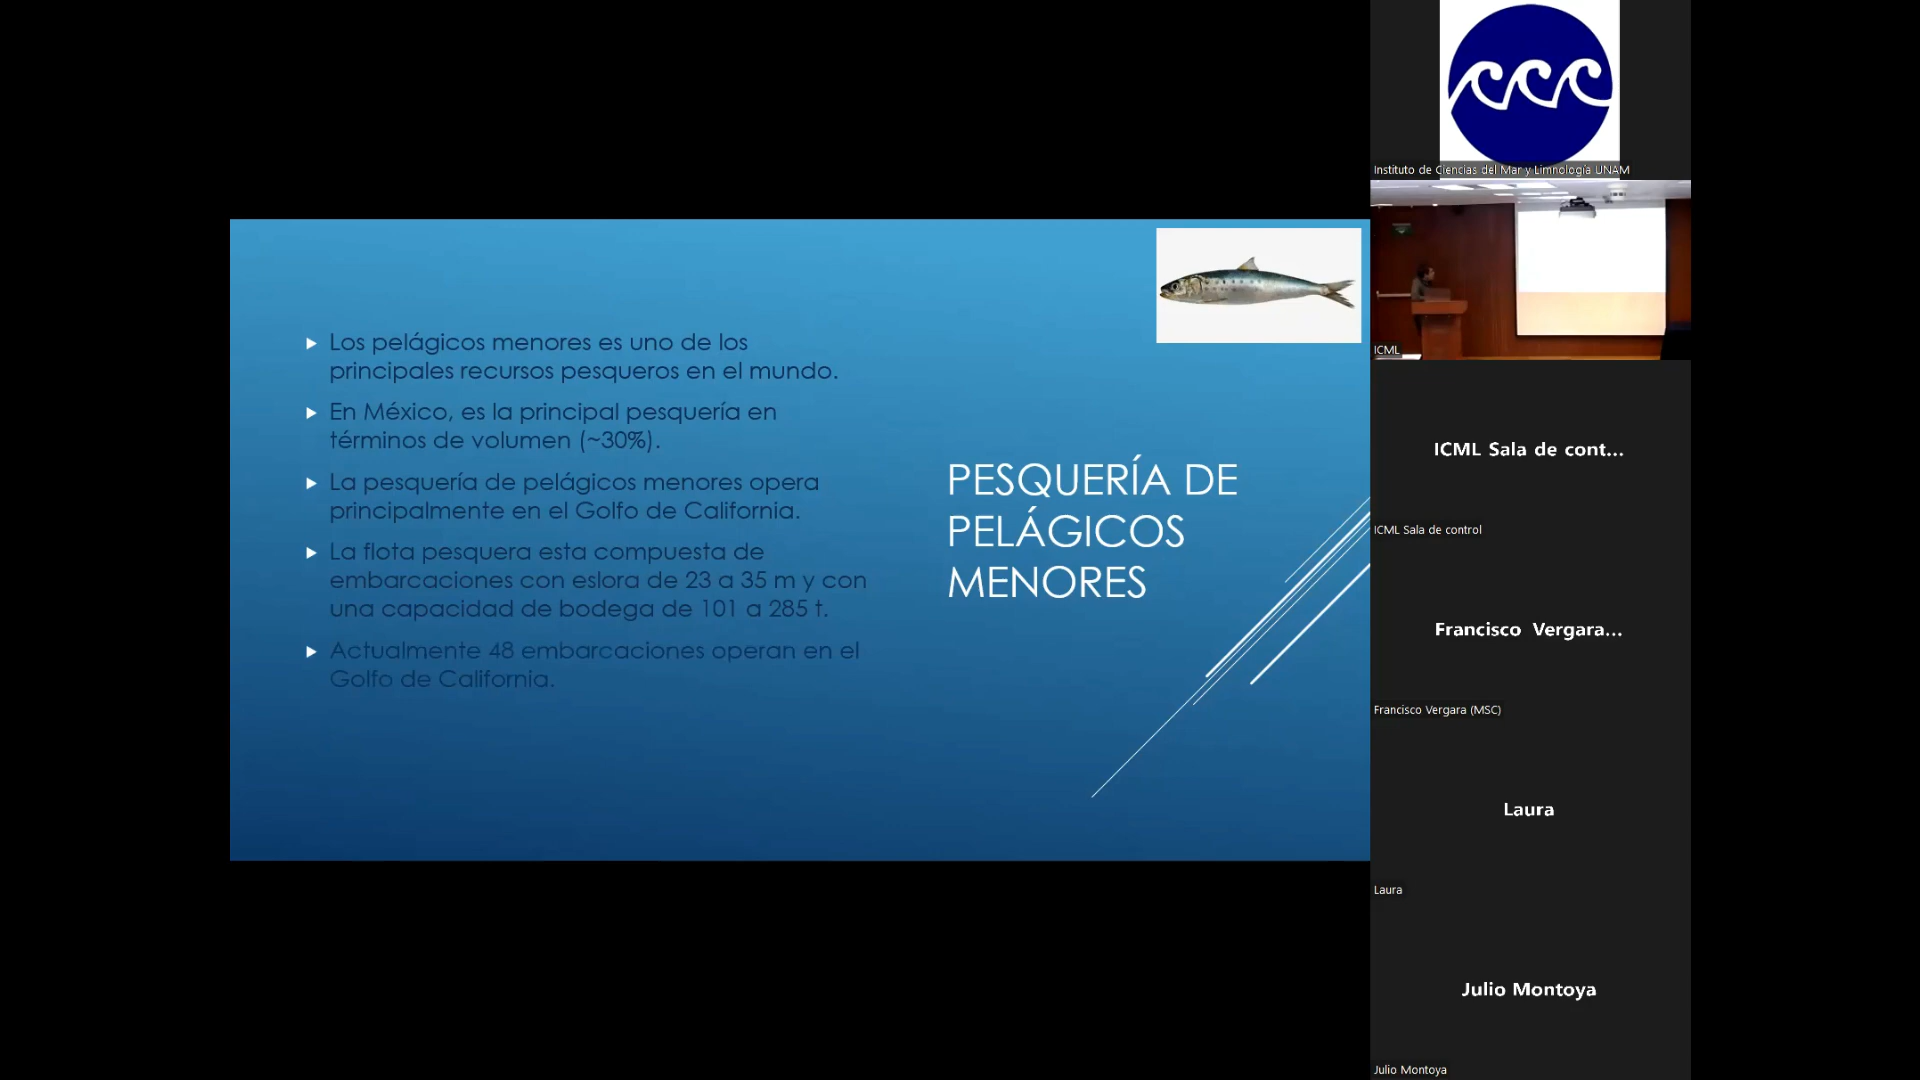 Los pelágicos menores es uno de los
principales recursos pesqueros en el mundo.
En México, es la principal pesquería en
términos de volumen (~30%).
La pesquería de pelágicos menores opera
principalmente en el Golfo de California.
La flota pesquera esta compuesta de
embarcaciones con eslora de 23 a 35 m y con
una capacidad de bodega de 101 a 285 t.
Actualmente 48 embarcaciones operan en el
Golfo de California.
PESQUERÍA DE
PELÁGICOS
MENORES
Instituto de Ciencias del Mar y Limnología UNAM
ICML
ICML Sala de cont...
ICML Sala de control
Francisco Vergara...
Francisco Vergara (MSC)
Laura
Laura
Julio Montoya
Julio Montoya